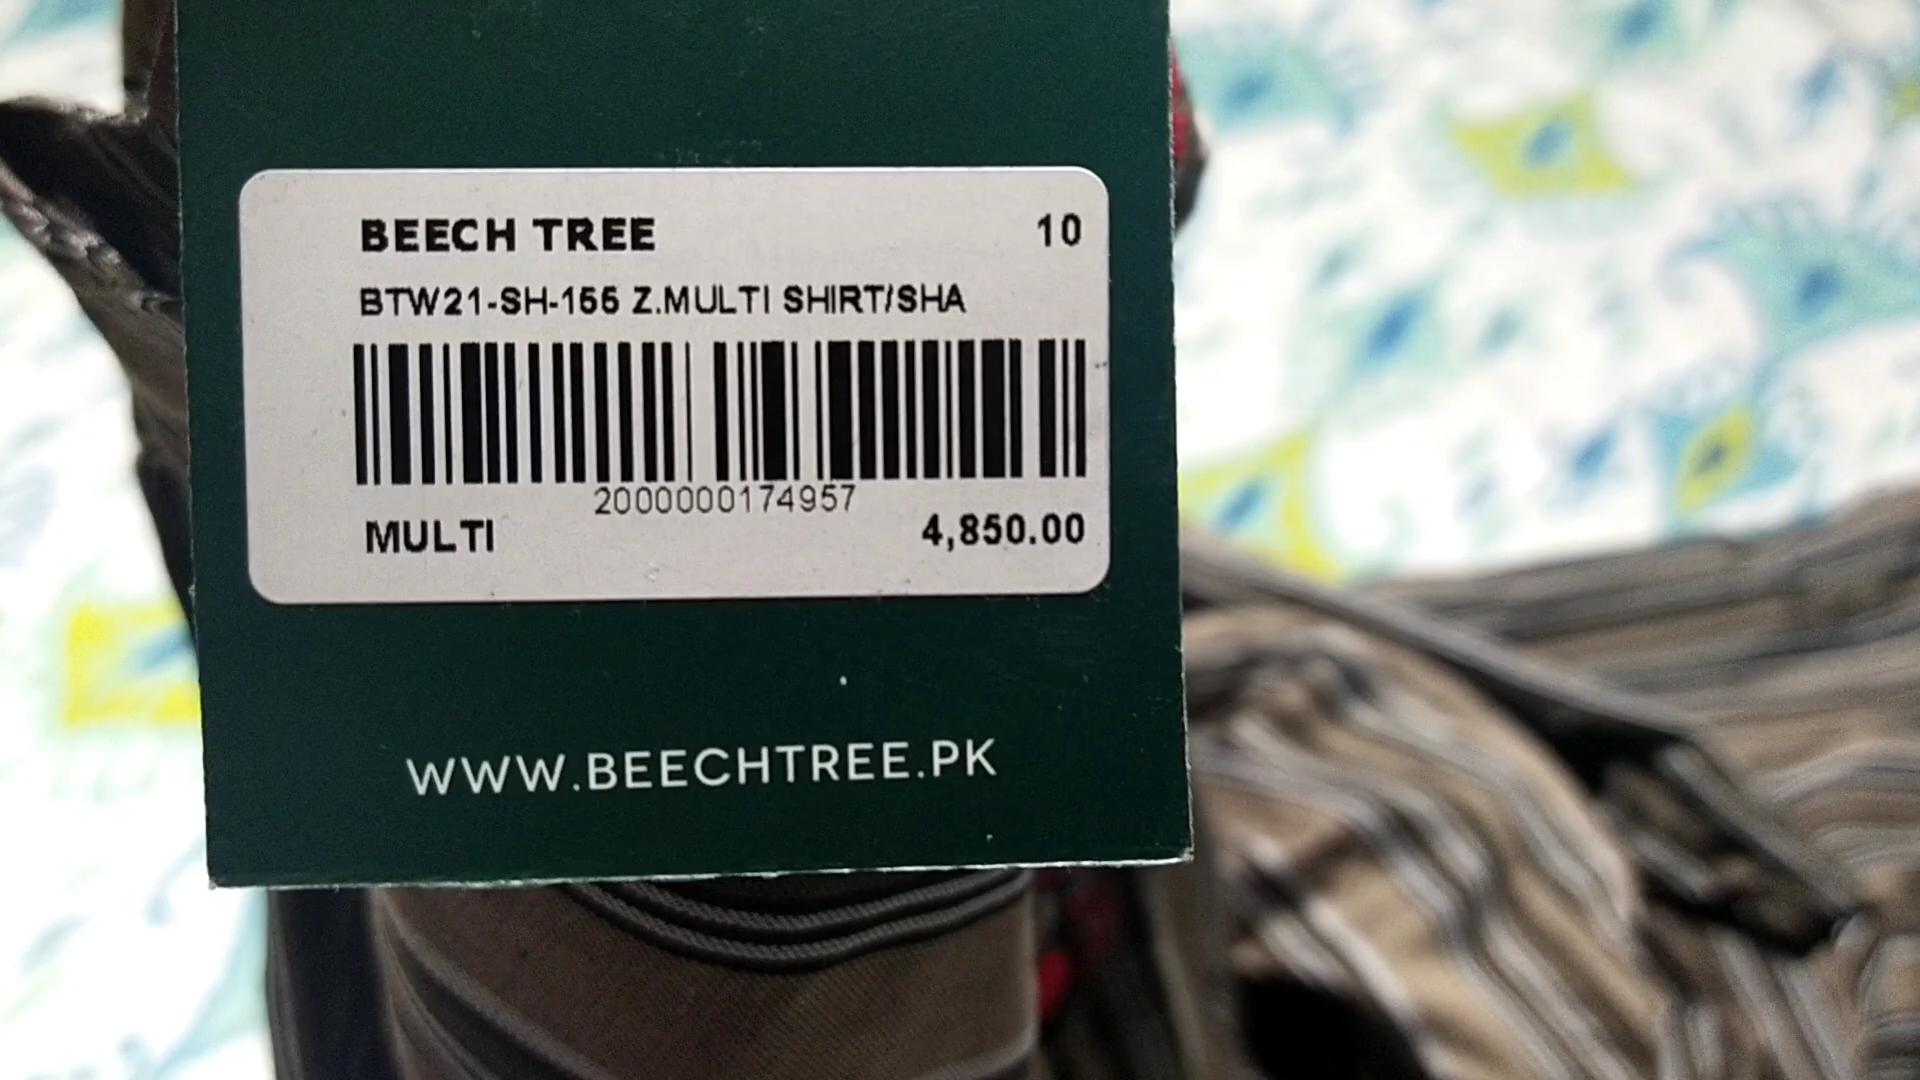 BEECH TREE 10
BTW21-SH-155 Z.MULTI SHIRT/SHA
2000000174957
MULTI 4,850.00
WWW.BEECHTREE.PK